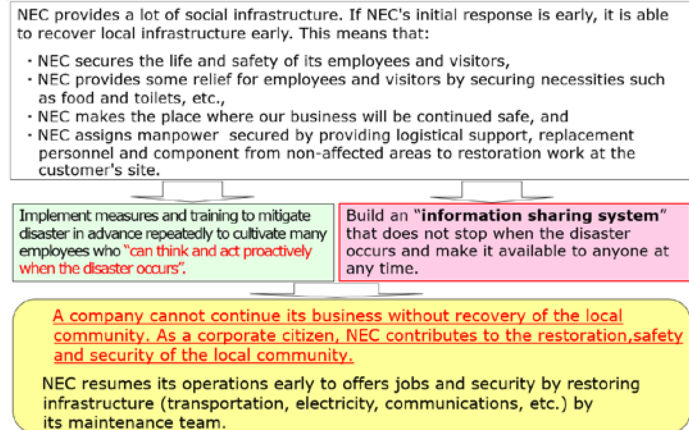 NEC provides a lot of social infrastructure. If NEC's initial response is early, it is able
to recover local infrastructure early. This means that:
・NEC secures the life and safety of its employees and visitors,
・NEC provides some relief for employees and visitors by securing necessities such
as food and toilets, etc.,
・NEC makes the place where our business will be continued safe, and
・NEC assigns manpower secured by providing logistical support, replacement
personnel and component from non-affected areas to restoration work at the
customer's site.
Implement measures and training to mitigate
disaster in advance repeatedly to cultivate many
employees who "can think and act proactively
when the disaster occurs".
Build an "information sharing system"
that does not stop when the disaster
occurs and make it available to anyone at
any time.
A company cannot continue its business without recovery of the local
community. As a corporate citizen, NEC contributes to the restoration,safety
and security of the local community.
NEC resumes its operations early to offers jobs and security by restoring
infrastructure (transportation, electricity, communications, etc.) by
its maintenance team.